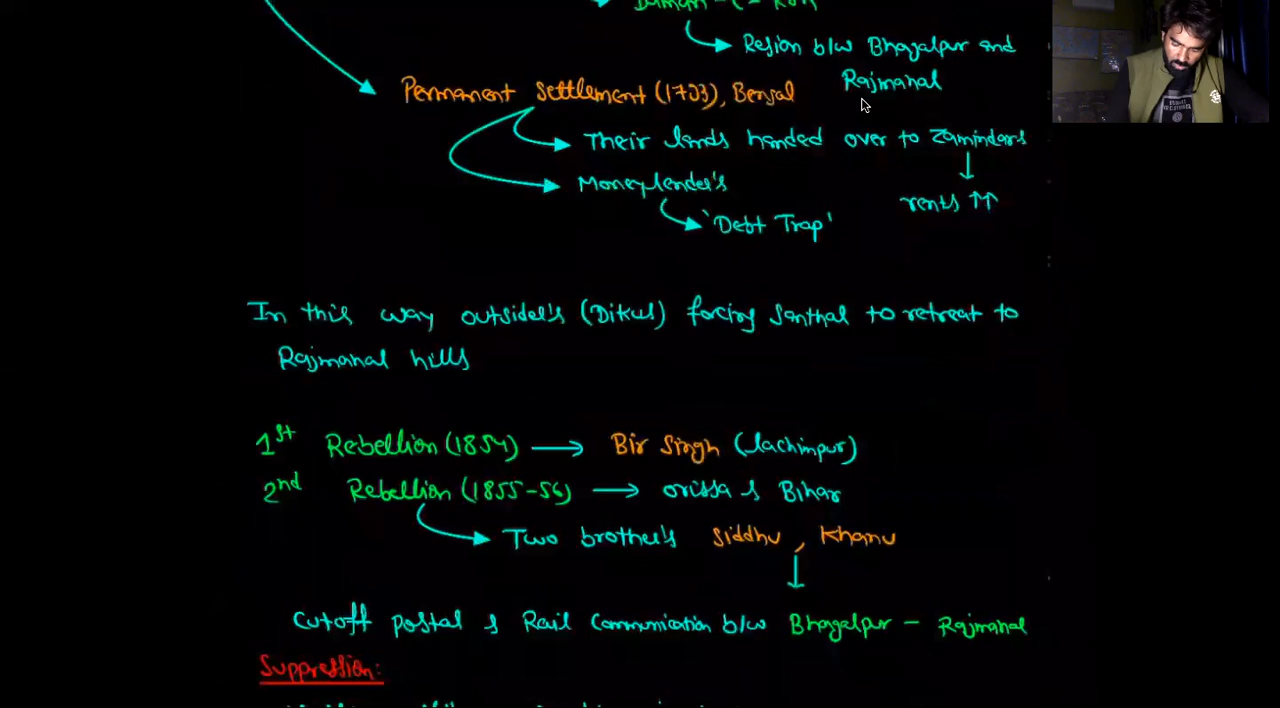 Region b/w Bhagalpur and
Rajmahal
Permanent Settlement (1793), Bengal
Their lands handed over to Zamindars
Moneylender's
rents ↑↑
'Debt Trap'
In this way outsider's (Dikus) forcing Santhal to retreat to
Rajmahal hills
1st Rebellion (1854) → Bir Singh (lachimpur)
2nd Rebellion (1855-56) → orissa & Bihar
Two brother's Siddhu, Khanu
Cutoff postal & Rail Communication b/w Bhagalpur - Rajmahal
Suppression: